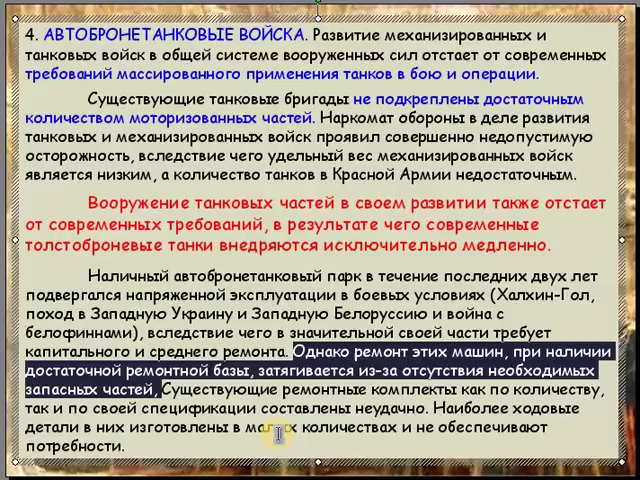 4. АВТОБРОНЕТАНКОВЫЕ ВОЙСКА. Развитие механизированных и
танковых войск в общей системе вооруженных сил отстает от современных
требований массированного применения танков в бою и операции.
Существующие танковые бригады не подкреплены достаточным
количеством моторизованных частей. Наркомат обороны в деле развития
танковых и механизированных войск проявил совершенно недопустимую
осторожность, вследствие чего удельный вес механизированных войск
является низким, а количество танков в Красной Армии недостаточным.
Вооружение танковых частей в своем развитии также отстает
от современных требований, в результате чего современные
толстоброневые танки внедряются исключительно медленно.
Наличный автобронетанковый парк в течение последних двух лет
подвергался напряженной эксплуатации в боевых условиях (Халхин-Гол,
поход в Западную Украину и Западную Белоруссию и война с
белофиннами), вследствие чего в значительной своей части требует
капитального и среднего ремонта. Однако ремонт этих машин, при наличии
достаточной ремонтной базы, затягивается из-за отсутствия необходимых
запасных частей, Существующие ремонтные комплекты как по количеству,
так и по своей спецификации составлены неудачно. Наиболее ходовые
детали в них изготовлены в малых количествах и не обеспечивают
потребности.